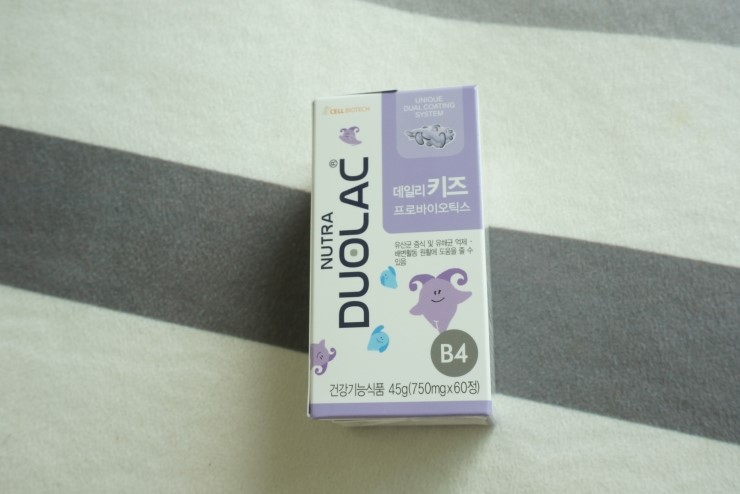 CELL BIOTECH
UNIQUE
DUAL COATING
SYSTEM
NUTRA
DUOLAC®
데일리 키즈
프로바이오틱스
유산균 증식 및 유해균 억제 ·
배변활동 원활에 도움을 줄 수
있음
B4
건강기능식품 45g(750mg x 60정)